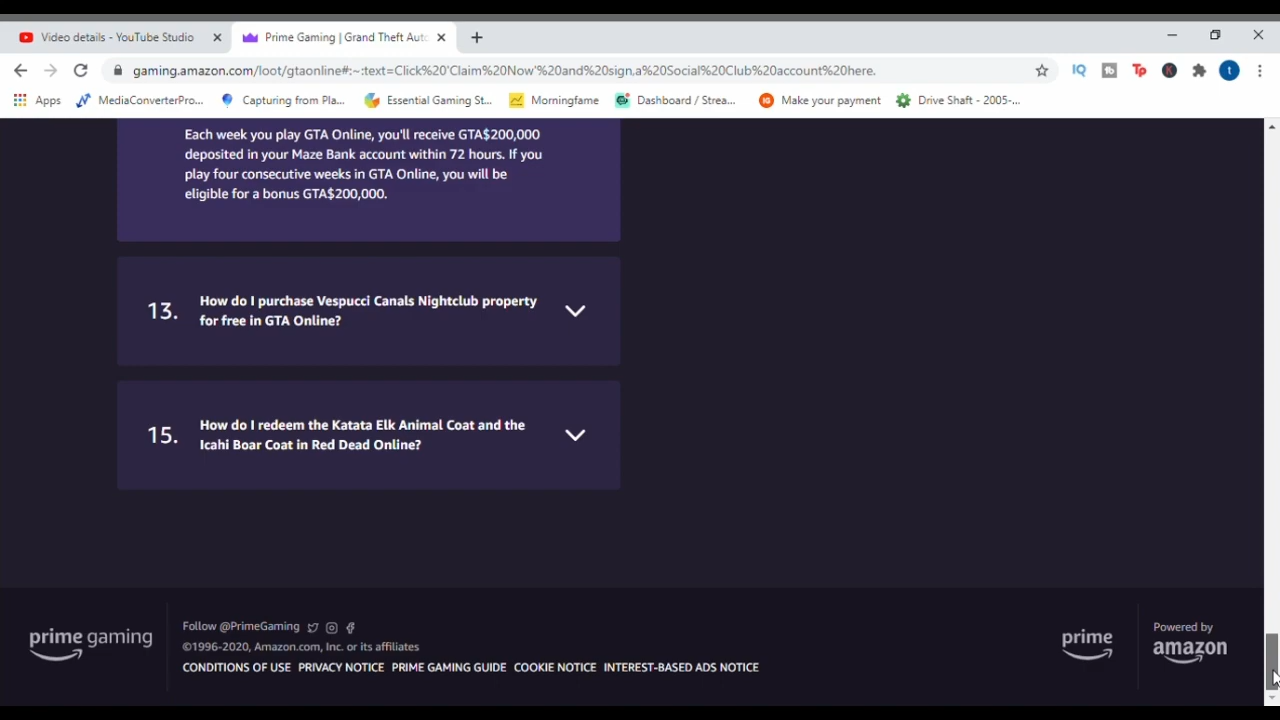 Video details - YouTube Studio
Prime Gaming | Grand Theft Auto
gaming.amazon.com/loot/gtaonline#:~:text=Click%20'Claim%20Now'%20and%20sign,a%20Social%20Club%20account%20here.
IQ
tb
Tp
K
t
Apps
MediaConverterPro...
Capturing from Pla...
Essential Gaming St...
Morningfame
Dashboard / Strea...
IG
Make your payment
Drive Shaft - 2005-...
Each week you play GTA Online, you'll receive GTA$200,000
deposited in your Maze Bank account within 72 hours. If you
play four consecutive weeks in GTA Online, you will be
eligible for a bonus GTA$200,000.
13.
How do I purchase Vespucci Canals Nightclub property
for free in GTA Online?
15.
How do I redeem the Katata Elk Animal Coat and the
Icahi Boar Coat in Red Dead Online?
prime gaming
Follow @PrimeGaming
©1996-2020, Amazon.com, Inc. or its affiliates
CONDITIONS OF USE PRIVACY NOTICE PRIME GAMING GUIDE COOKIE NOTICE INTEREST-BASED ADS NOTICE
prime
Powered by
amazon